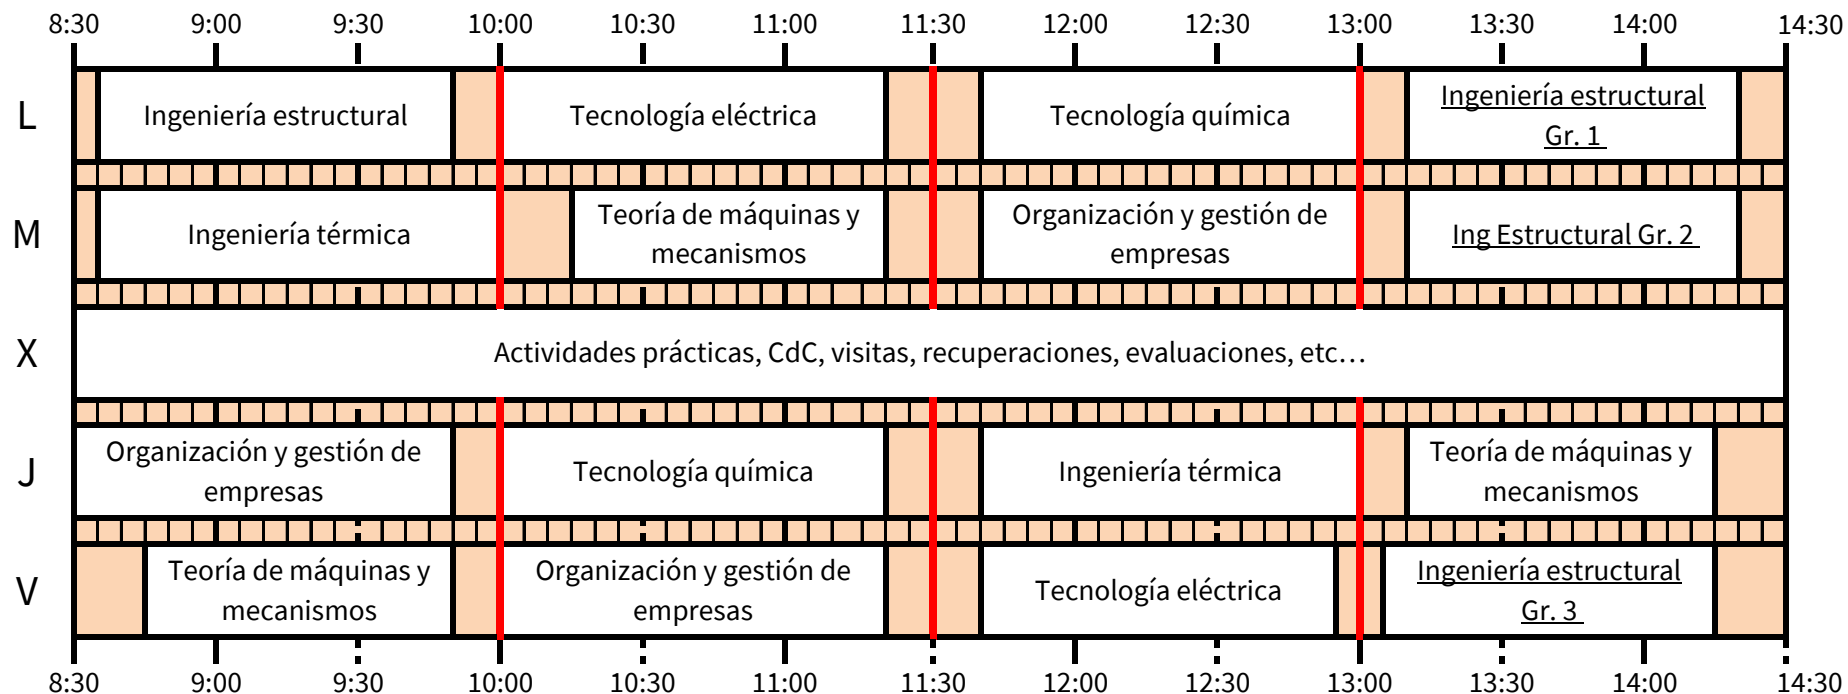 8:30 9:00 9:30 10:00 10:30 11:00 11:30 12:00 12:30 13:00 13:30 14:00 14:30
L
Ingeniería estructural
Tecnología eléctrica
Tecnología química
Ingeniería estructural
Gr. 1
M
Ingeniería térmica
Teoría de máquinas y
mecanismos
Organización y gestión de
empresas
Ing Estructural Gr. 2
X
Actividades prácticas, CdC, visitas, recuperaciones, evaluaciones, etc…
J
Organización y gestión de
empresas
Tecnología química
Ingeniería térmica
Teoría de máquinas y
mecanismos
V
Teoría de máquinas y
mecanismos
Organización y gestión de
empresas
Tecnología eléctrica
Ingeniería estructural
Gr. 3
8:30 9:00 9:30 10:00 10:30 11:00 11:30 12:00 12:30 13:00 13:30 14:00 14:30